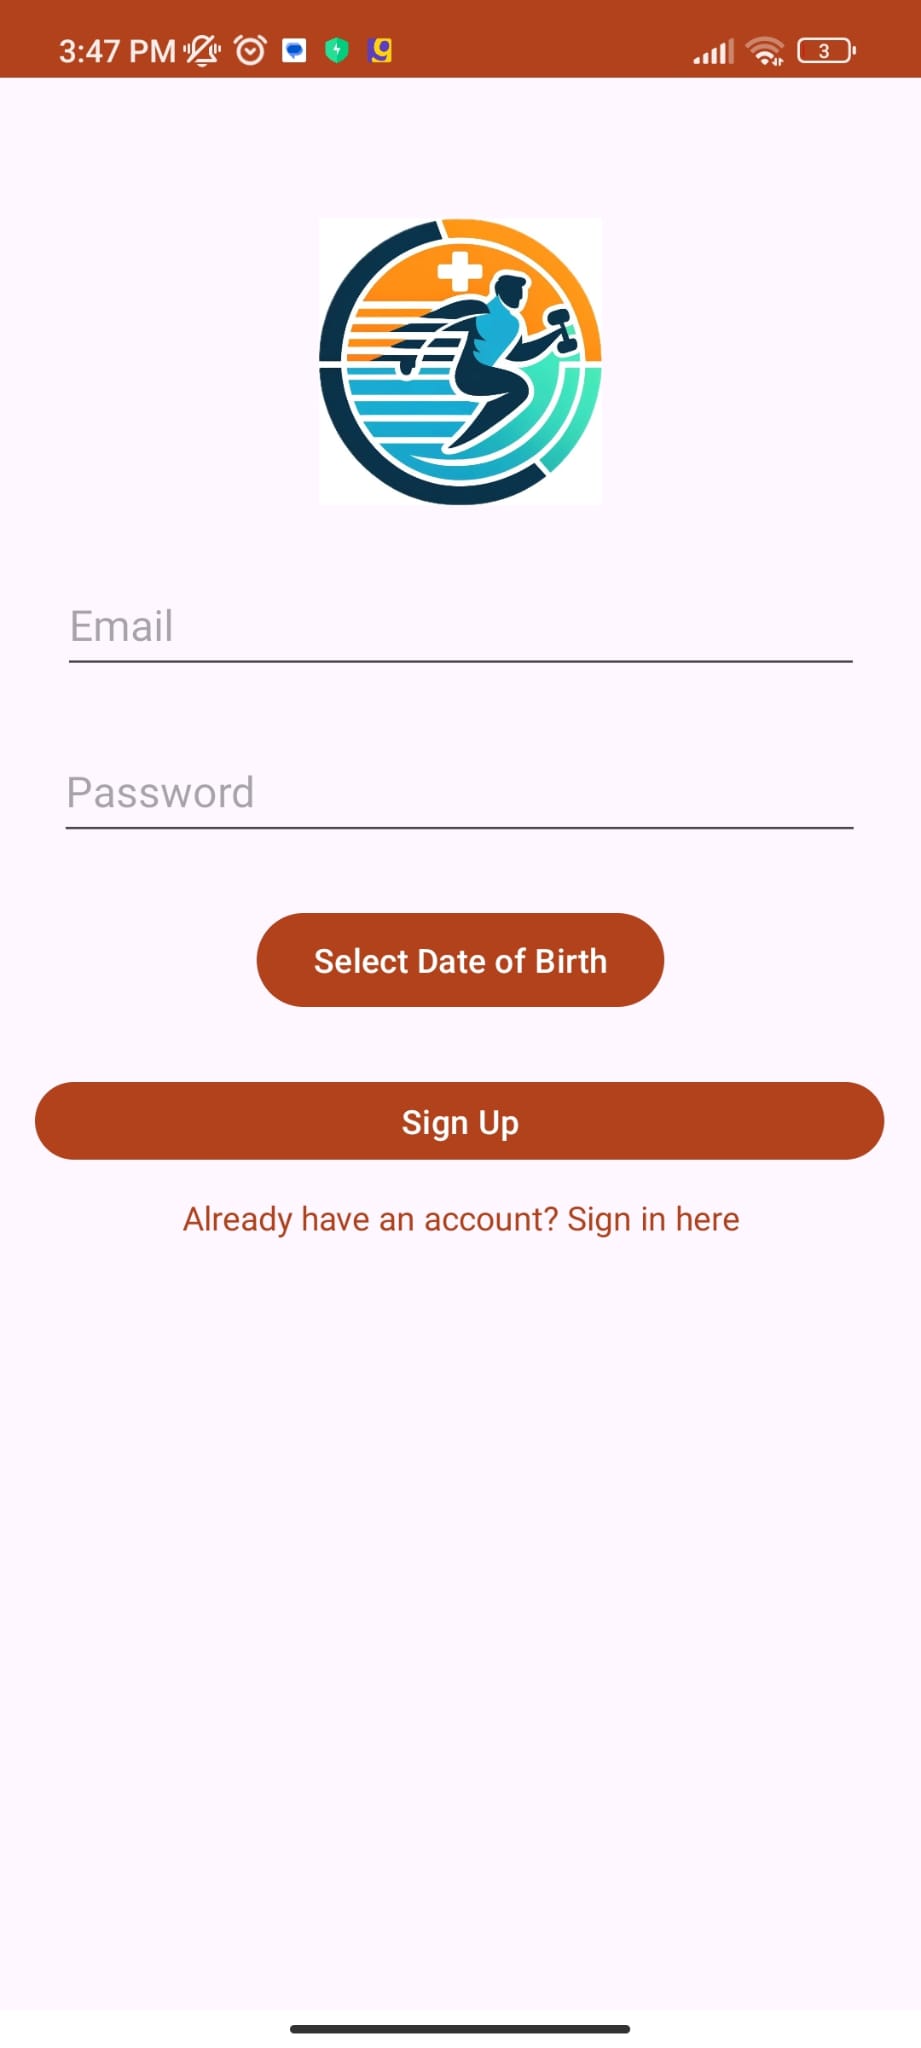 3:47 PM
3
Email
Password
Select Date of Birth
Sign Up
Already have an account? Sign in here